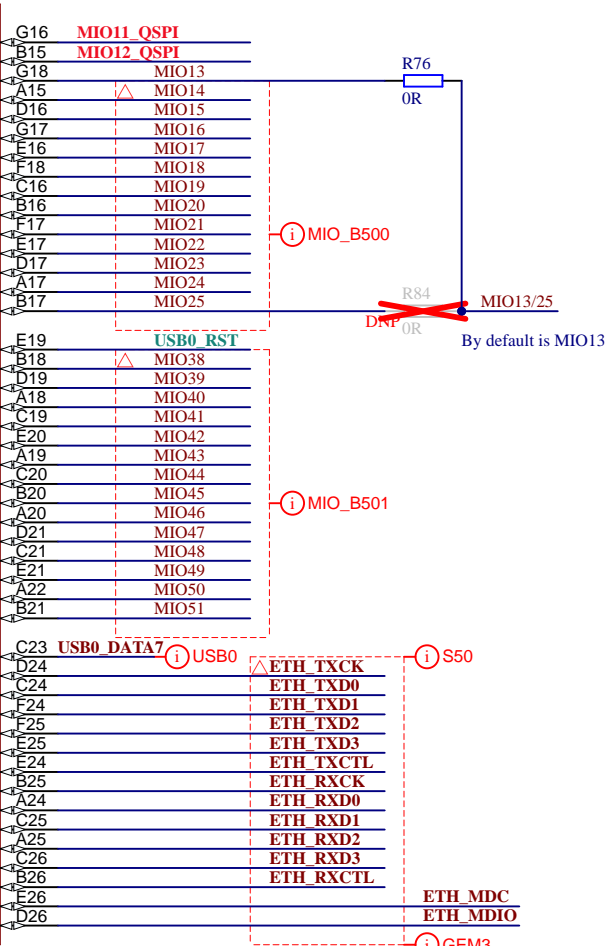 G16 MIO11_QSPI
B15 MIO12_QSPI
G18 MIO13 R76
A15 MIO14 0R
D16 MIO15
G17 MIO16
E16 MIO17
F18 MIO18
C16 MIO19
B16 MIO20
F17 MIO21 i MIO_B500
E17 MIO22
D17 MIO23
A17 MIO24 R84
B17 MIO25 MIO13/25
DNP 0R
E19 USB0_RST By default is MIO13
B18 MIO38
D19 MIO39
A18 MIO40
C19 MIO41
E20 MIO42
A19 MIO43
C20 MIO44
B20 MIO45 i MIO_B501
A20 MIO46
D21 MIO47
C21 MIO48
E21 MIO49
A22 MIO50
B21 MIO51
C23 USB0_DATA7 i USB0 i S50
D24 ETH_TXCK
C24 ETH_TXD0
F24 ETH_TXD1
F25 ETH_TXD2
E25 ETH_TXD3
E24 ETH_TXCTL
B25 ETH_RXCK
A24 ETH_RXD0
C25 ETH_RXD1
A25 ETH_RXD2
C26 ETH_RXD3
B26 ETH_RXCTL
E26 ETH_MDC
D26 ETH_MDIO
i GEM3